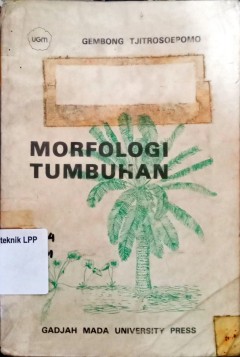 UGM
GEMBONG TJITROSOEPOMO
MORFOLOGI
TUMBUHAN
teknik LPP
GADJAH MADA UNIVERSITY PRESS